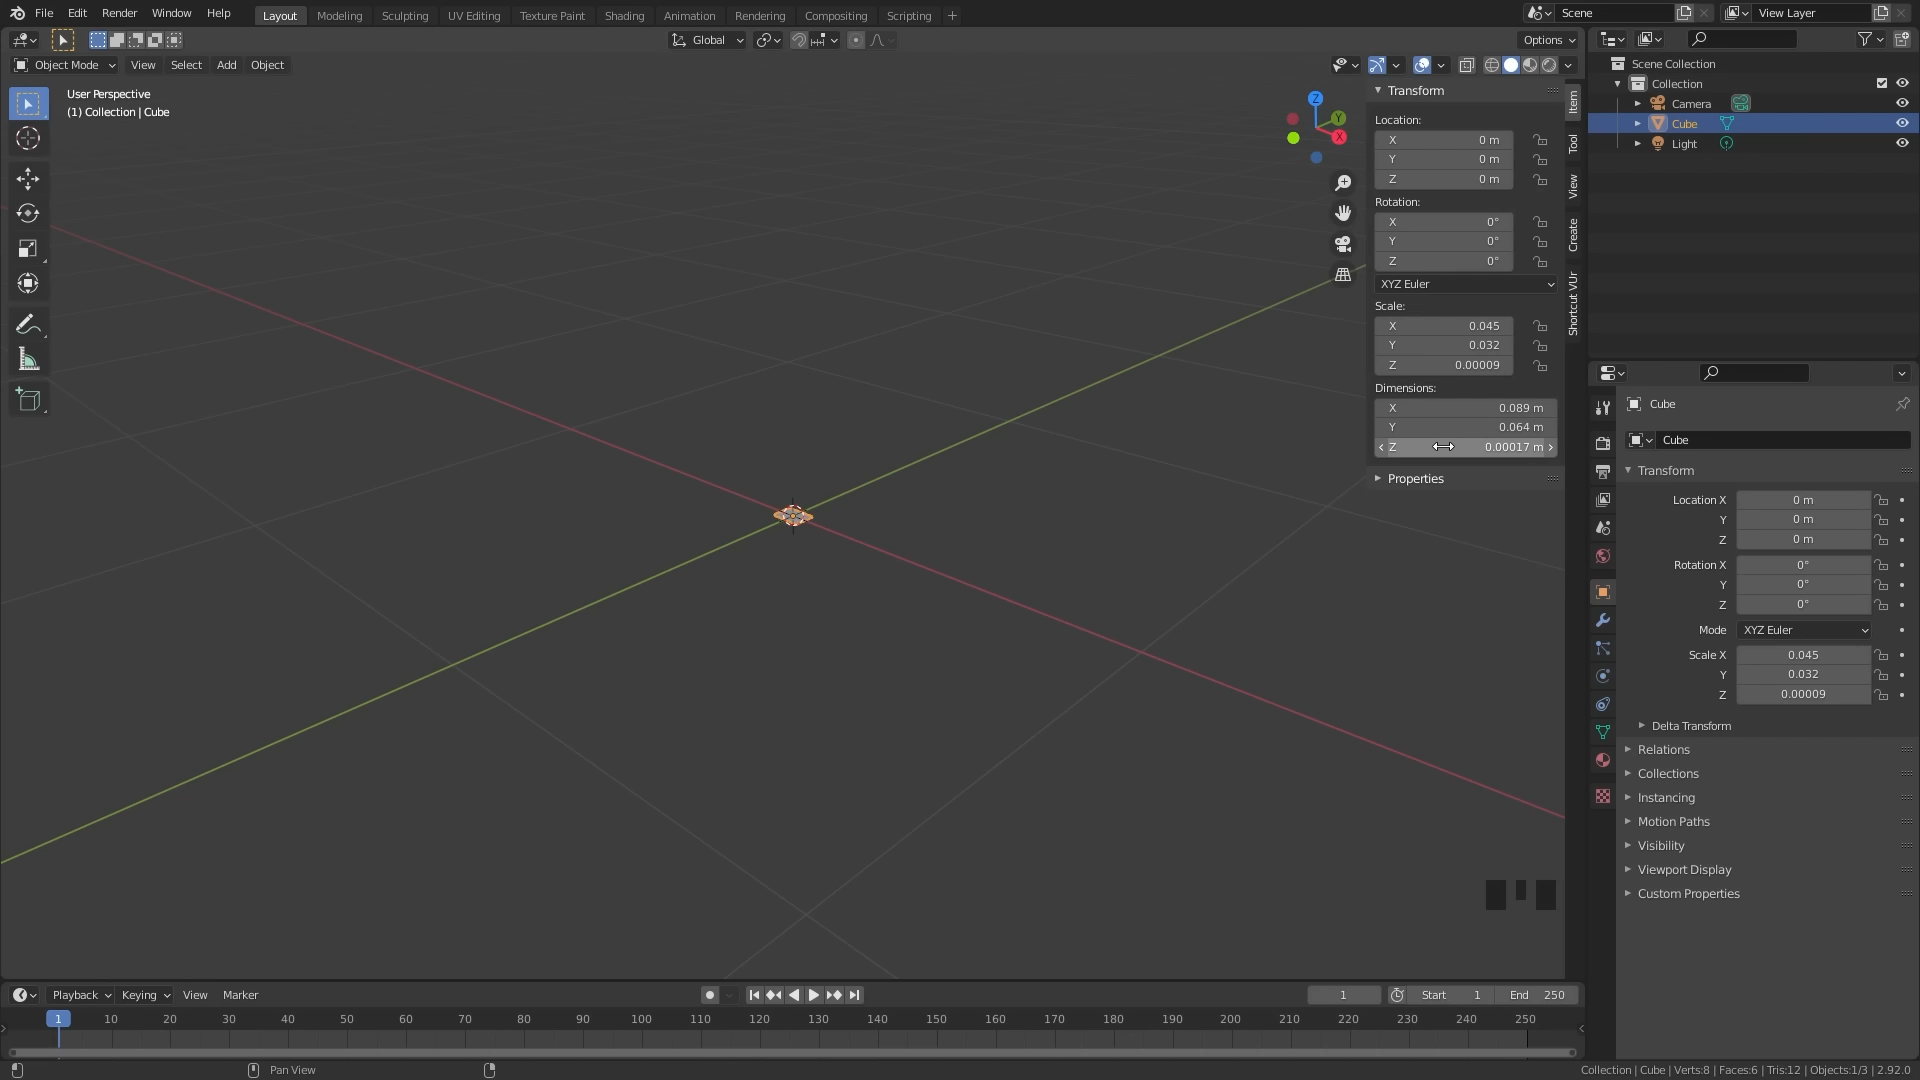 File Edit Render Window Help Layout Modeling Sculpting UV Editing Texture Paint Shading Animation Rendering Compositing Scripting + Scene View Layer
Global Options
Object Mode View Select Add Object
User Perspective
(1) Collection | Cube
Z
Y
X
Transform
Location:
X 0 m
Y 0 m
Z 0 m
Rotation:
X 0°
Y 0°
Z 0°
XYZ Euler
Scale:
X 0.045
Y 0.032
Z 0.00009
Dimensions:
X 0.089 m
Y 0.064 m
Z 0.00017 m
Properties
Item
Tool
View
Create
Shortcut VUr
Scene Collection
Collection
Camera
Cube
Light
Cube
Cube
Transform
Location X 0 m
Y 0 m
Z 0 m
Rotation X 0°
Y 0°
Z 0°
Mode XYZ Euler
Scale X 0.045
Y 0.032
Z 0.00009
Delta Transform
Relations
Collections
Instancing
Motion Paths
Visibility
Viewport Display
Custom Properties
Playback Keying View Marker 1 Start 1 End 250
1 10 20 30 40 50 60 70 80 90 100 110 120 130 140 150 160 170 180 190 200 210 220 230 240 250
Pan View Collection | Cube | Verts:8 | Faces:6 | Tris:12 | Objects:1/3 | 2.92.0